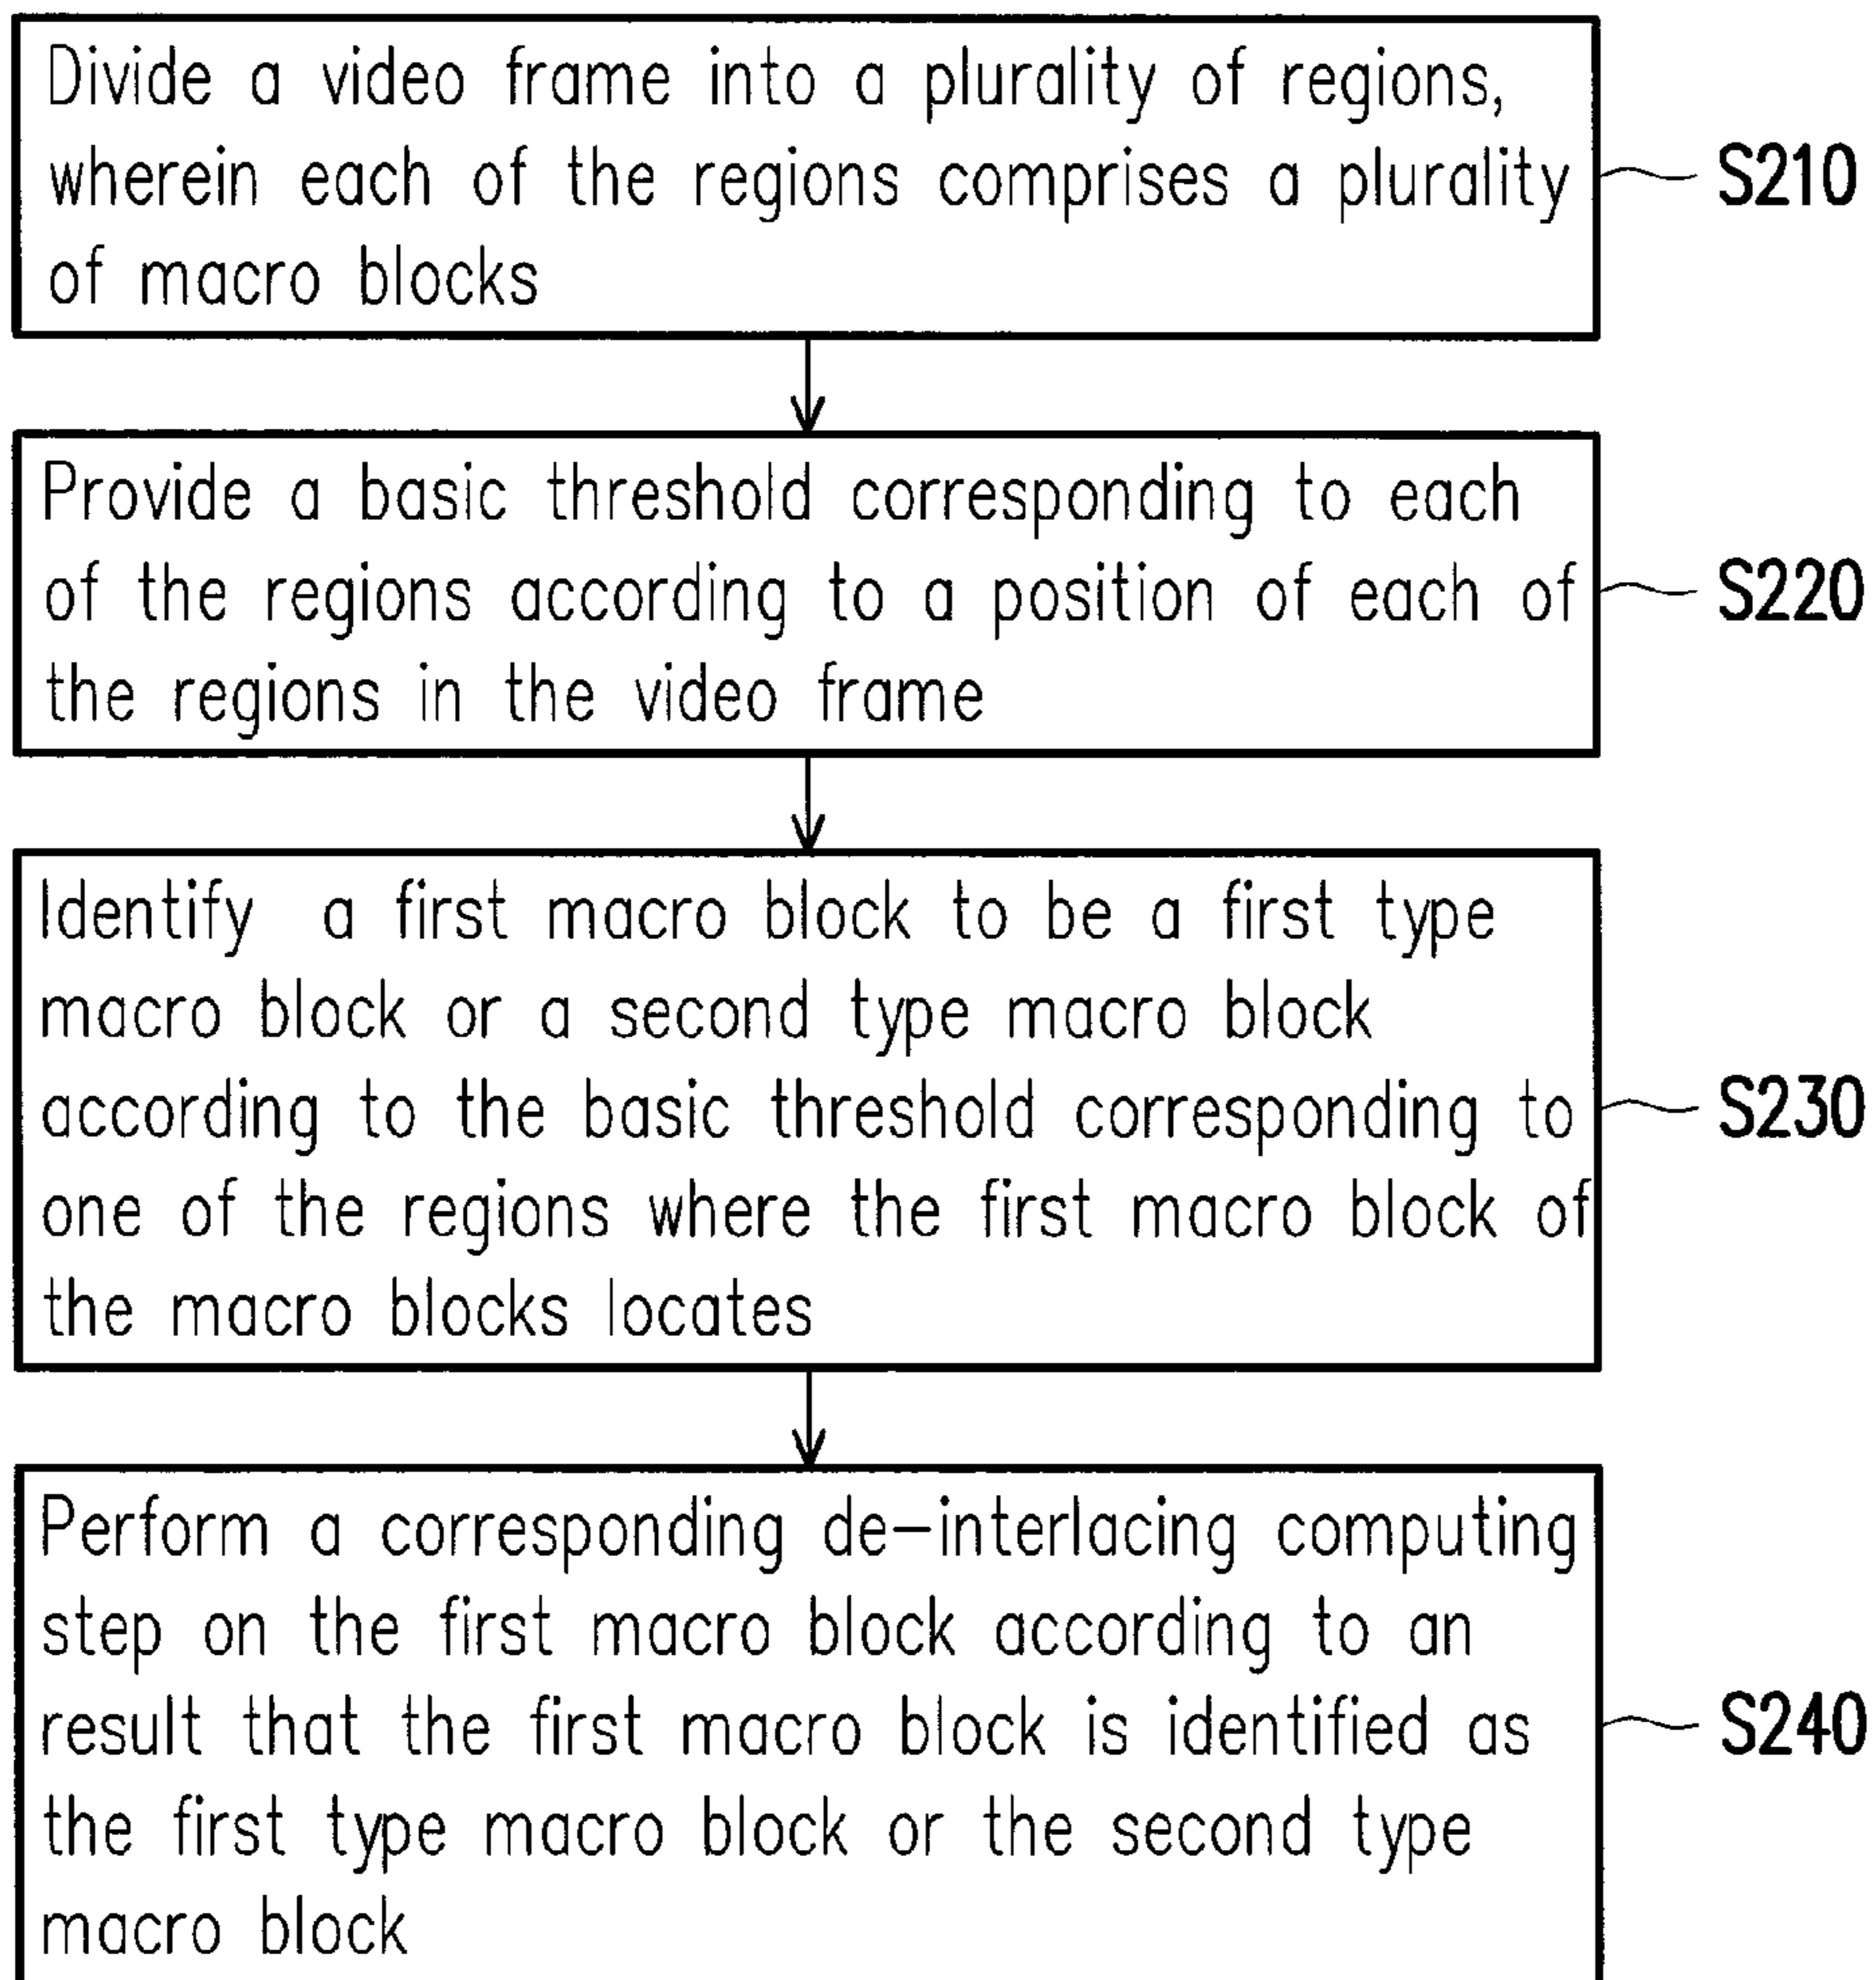 Divide a video frame into a plurality of regions,
wherein each of the regions comprises a plurality
of macro blocks
S210
Provide a basic threshold corresponding to each
of the regions according to a position of each of
the regions in the video frame
S220
Identify a first macro block to be a first type
macro block or a second type macro block
according to the basic threshold corresponding to
one of the regions where the first macro block of
the macro blocks locates
S230
Perform a corresponding de-interlacing computing
step on the first macro block according to an
result that the first macro block is identified as
the first type macro block or the second type
macro block
S240